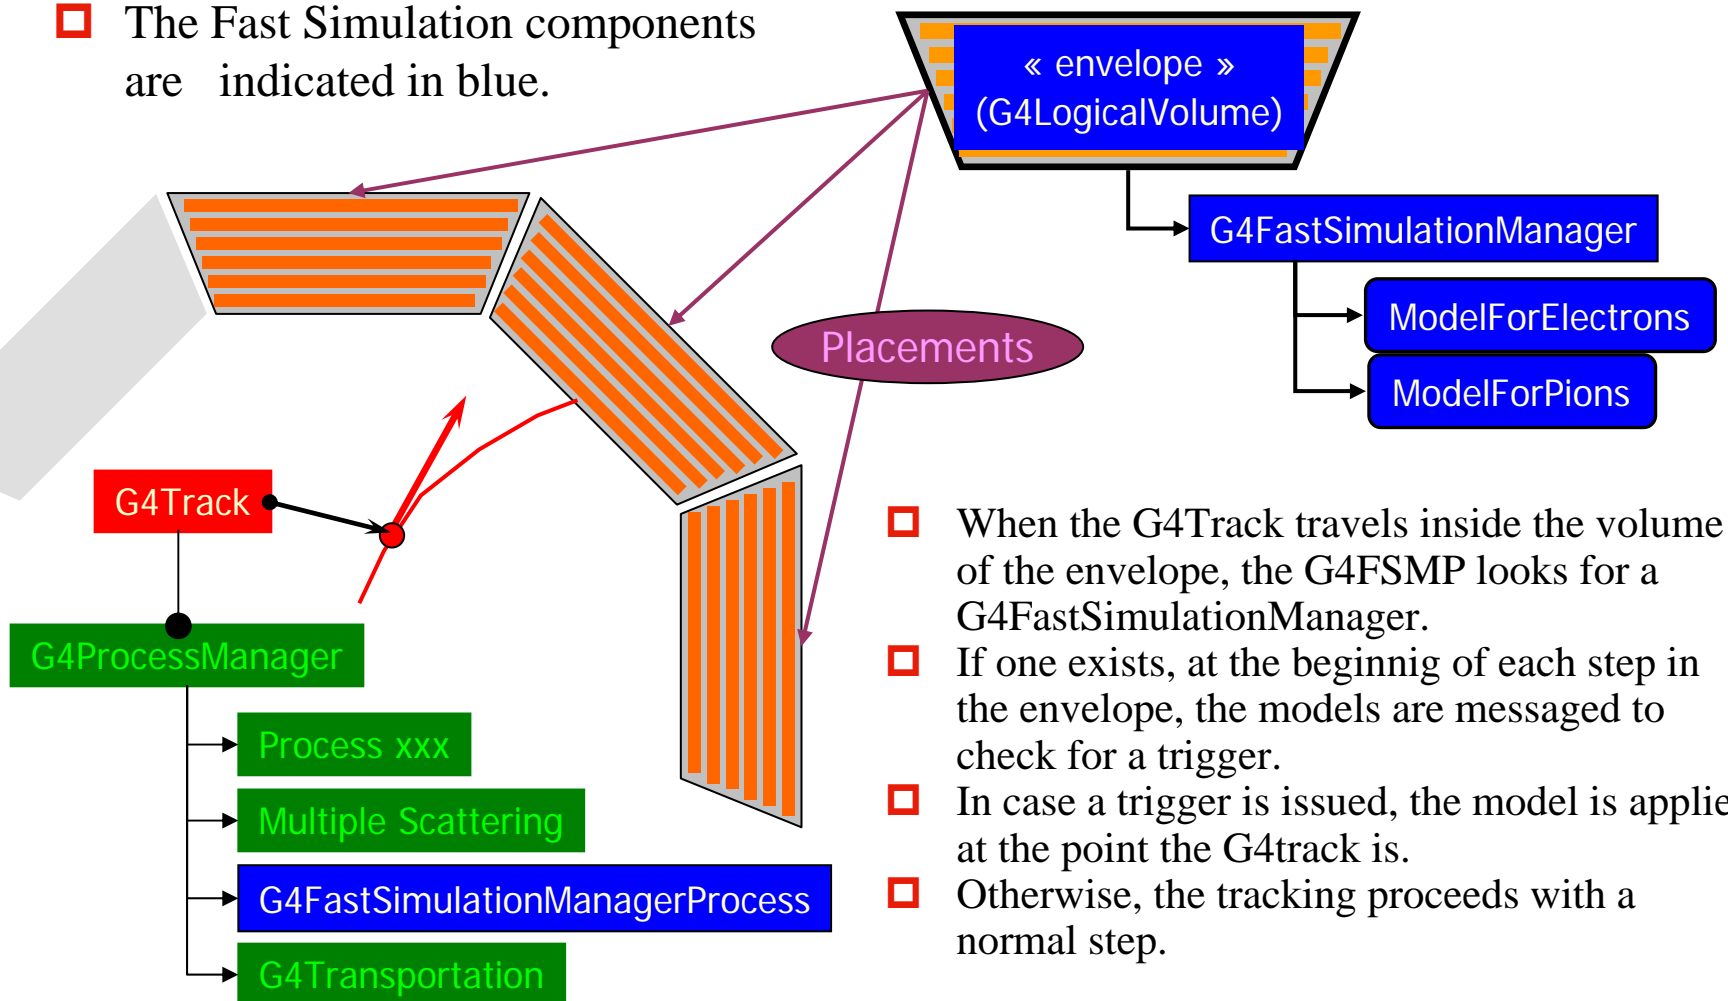 The Fast Simulation components
are indicated in blue.
« envelope »
(G4LogicalVolume)
G4FastSimulationManager
ModelForElectrons
ModelForPions
Placements
G4Track
G4ProcessManager
Process xxx
Multiple Scattering
G4FastSimulationManagerProcess
G4Transportation
When the G4Track travels inside the volume
of the envelope, the G4FSMP looks for a
G4FastSimulationManager.
If one exists, at the beginnig of each step in
the envelope, the models are messaged to
check for a trigger.
In case a trigger is issued, the model is applie
at the point the G4track is.
Otherwise, the tracking proceeds with a
normal step.